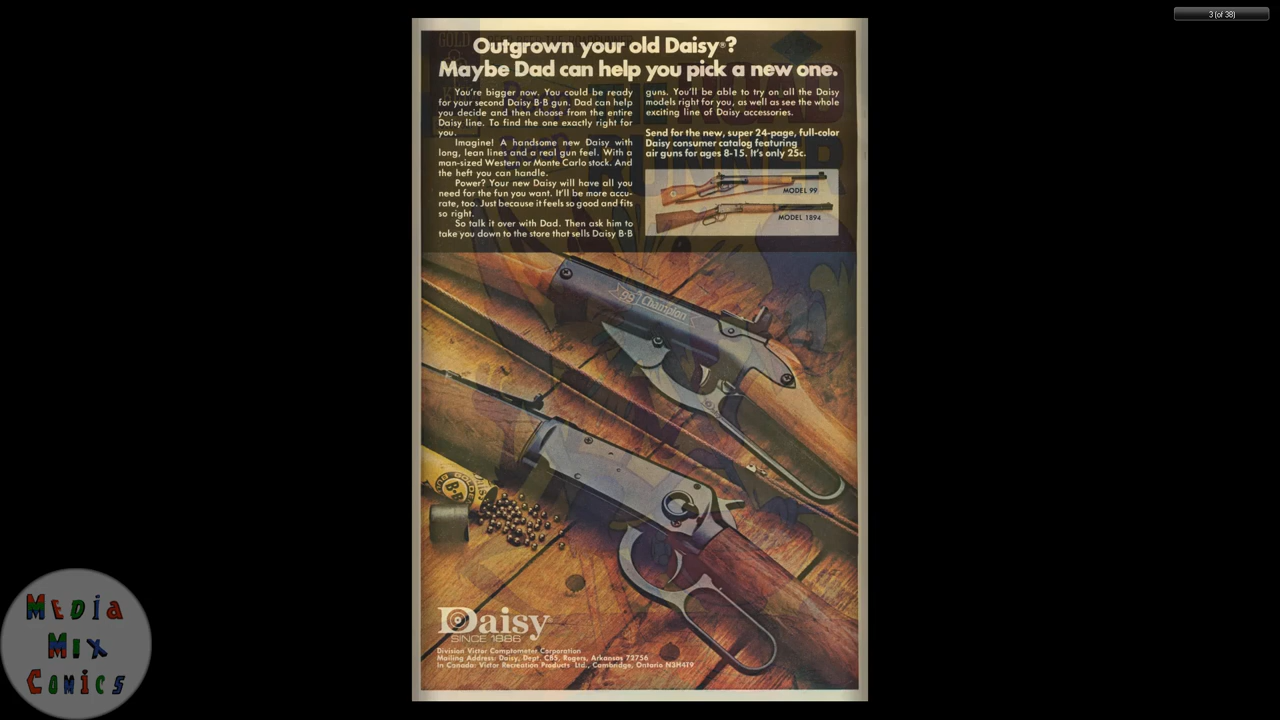 3 (of 38)
Outgrown your old Daisy®?
Maybe Dad can help you pick a new one.
You're bigger now. You could be ready
for your second Daisy B·B gun. Dad can help
you decide and then choose from the entire
Daisy line. To find the one exactly right for
you.
Imagine! A handsome new Daisy with
long, lean lines and a real gun feel. With a
man-sized Western or Monte Carlo stock. And
the heft you can handle.
Power? Your new Daisy will have all you
need for the fun you want. It'll be more accu-
rate, too. Just because it feels so good and fits
so right.
So talk it over with Dad. Then ask him to
take you down to the store that sells Daisy B·B
guns. You'll be able to try on all the Daisy
models right for you, as well as see the whole
exciting line of Daisy accessories.
Send for the new, super 24-page, full-color
Daisy consumer catalog featuring
air guns for ages 8-15. It's only 25c.
MODEL 99
MODEL 1894
GOLD
K
ROAD
RUNNER
99 Champion
B·B
Daisy
SINCE 1886
Division Victor Comptometer Corporation
Mailing Address: Daisy, Dept. CB5, Rogers, Arkansas 72756
In Canada: Victor Recreation Products Ltd., Cambridge, Ontario N3H4T9
MEDiA
MiX
COMiCS